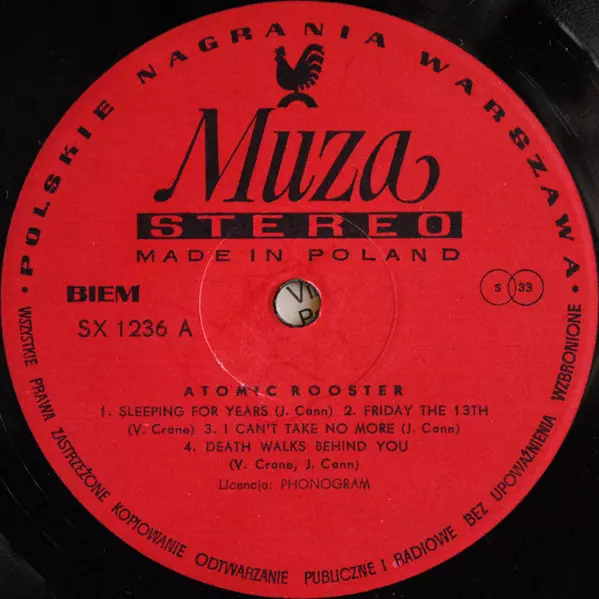 • POLSKIE NAGRANIA WARSZAWA •
Muza
STEREO
MADE IN POLAND
BIEM
S 33
SX 1236 A
ATOMIC ROOSTER
1. SLEEPING FOR YEARS (J. Cann) 2. FRIDAY THE 13TH
(V. Crane) 3. I CAN'T TAKE NO MORE (J. Cann)
4. DEATH WALKS BEHIND YOU
(V. Crane, J. Cann)
Licencja: PHONOGRAM
WSZYSTKIE PRAWA ZASTRZEŻONE KOPIOWANIE ODTWARZANIE PUBLICZNE I RADIOWE BEZ UPOWAŻNIENIA WZBRONIONE